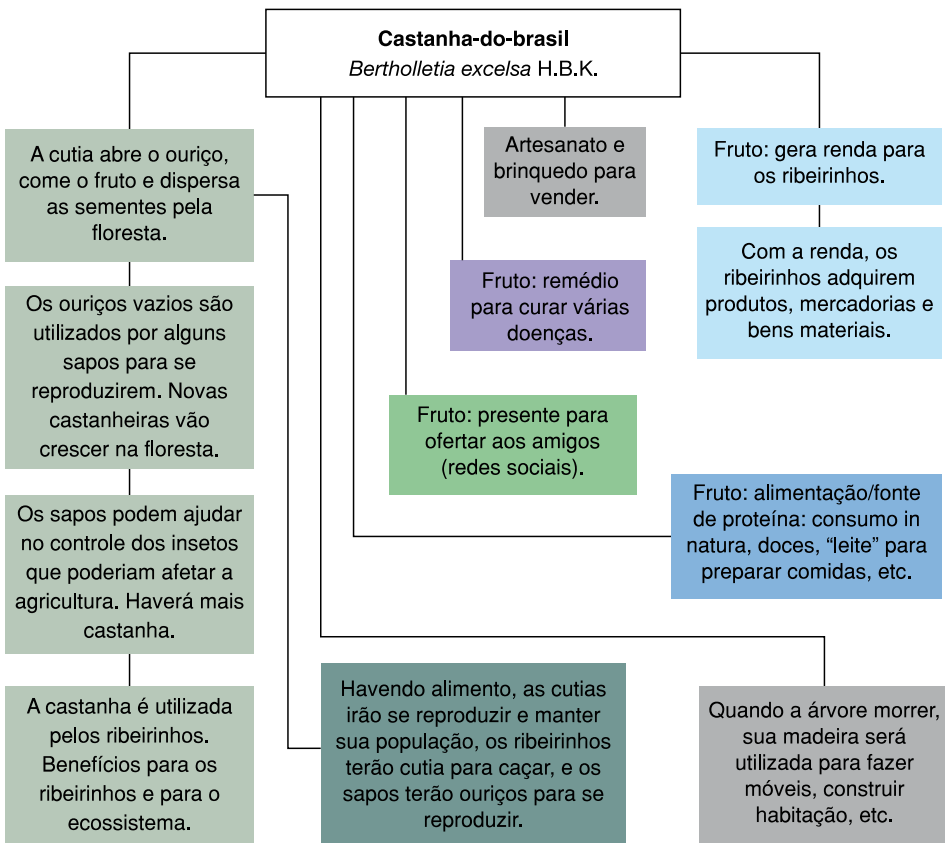 Castanha-do-brasil
Bertholletia excelsa H.B.K.
A cutia abre o ouriço,
come o fruto e dispersa
as sementes pela
floresta.
Os ouriços vazios são
utilizados por alguns
sapos para se
reproduzirem. Novas
castanheiras vão
crescer na floresta.
Os sapos podem ajudar
no controle dos insetos
que poderiam afetar a
agricultura. Haverá mais
castanha.
A castanha é utilizada
pelos ribeirinhos.
Benefícios para os
ribeirinhos e para o
ecossistema.
Havendo alimento, as cutias
irão se reproduzir e manter
sua população, os ribeirinhos
terão cutia para caçar, e os
sapos terão ouriços para se
reproduzir.
Artesanato e
brinquedo para
vender.
Fruto: remédio
para curar várias
doenças.
Fruto: presente para
ofertar aos amigos
(redes sociais).
Fruto: gera renda para
os ribeirinhos.
Com a renda, os
ribeirinhos adquirem
produtos, mercadorias e
bens materiais.
Fruto: alimentação/fonte
de proteína: consumo in
natura, doces, “leite” para
preparar comidas, etc.
Quando a árvore morrer,
sua madeira será
utilizada para fazer
móveis, construir
habitação, etc.